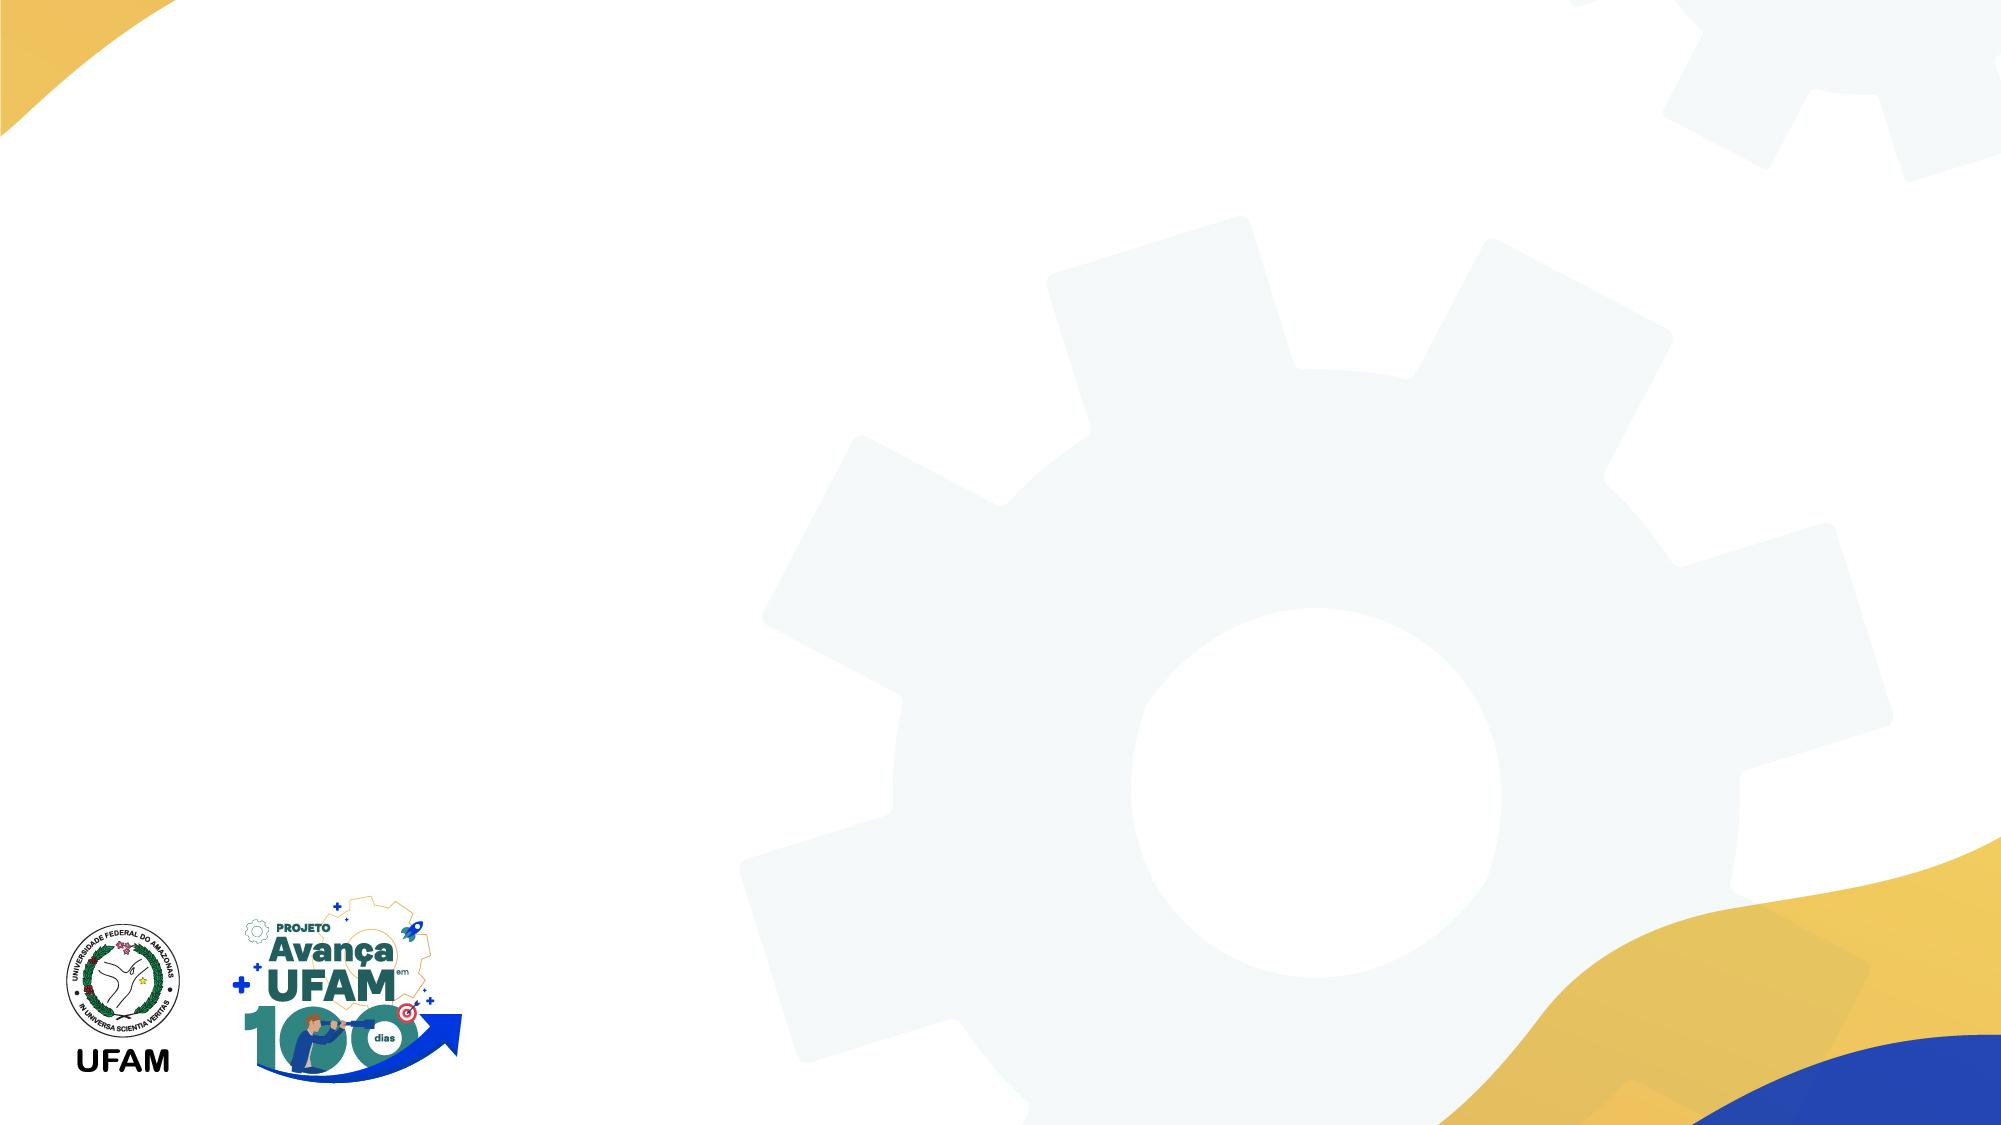 UNIVERSIDADE FEDERAL DO AMAZONAS
IN UNIVERSA SCIENTIA VERITAS
UFAM
PROJETO
Avança
UFAM em
100
dias